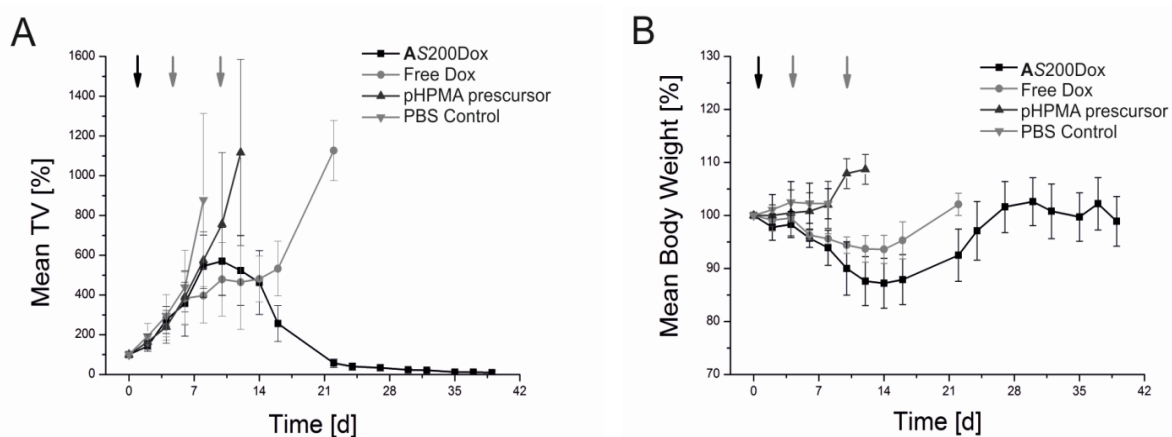 A
Mean TV [%]
1600
1400
1200
1000
800
600
400
200
0
0 7 14 21 28 35 42
Time [d]
AS200Dox
Free Dox
pHPMA prescursor
PBS Control
B
Mean Body Weight [%]
130
120
110
100
90
80
70
0 7 14 21 28 35 42
Time [d]
AS200Dox
Free Dox
pHPMA prescursor
PBS Control